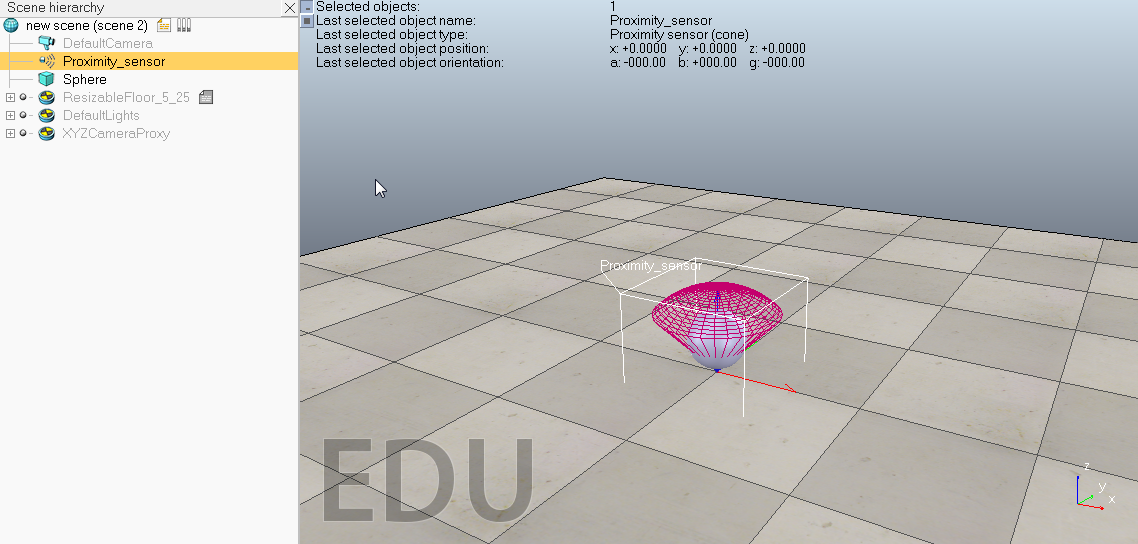 Scene hierarchy
new scene (scene 2)
DefaultCamera
Proximity_sensor
Sphere
ResizableFloor_5_25
DefaultLights
XYZCameraProxy
Selected objects: 1
Last selected object name: Proximity_sensor
Last selected object type: Proximity sensor (cone)
Last selected object position: x: +0.0000 y: +0.0000 z: +0.0000
Last selected object orientation: a: -000.00 b: +000.00 g: -000.00
Proximity_sensor
EDU
z
y
x